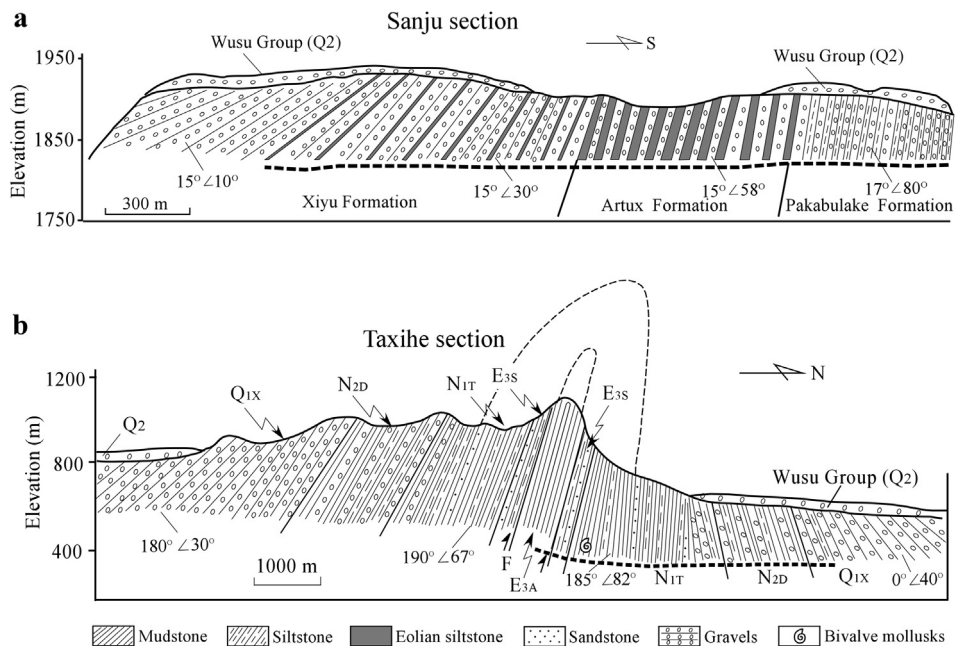 a
Sanju section
Wusu Group (Q2)
S
Wusu Group (Q2)
1950
1850
1750
Elevation (m)
15°∠10°
15°∠30°
15°∠58°
17°∠80°
300 m
Xiyu Formation
Artux Formation
Pakabulake Formation
b
Taxihe section
N
1200
800
400
Elevation (m)
Q2
Q1X
N2D
N1T
E3S
E3S
Wusu Group (Q2)
180°∠30°
190°∠67°
F
E3A
185°∠82°
N1T
N2D
Q1X
0°∠40°
1000 m
Mudstone
Siltstone
Eolian siltstone
Sandstone
Gravels
Bivalve mollusks